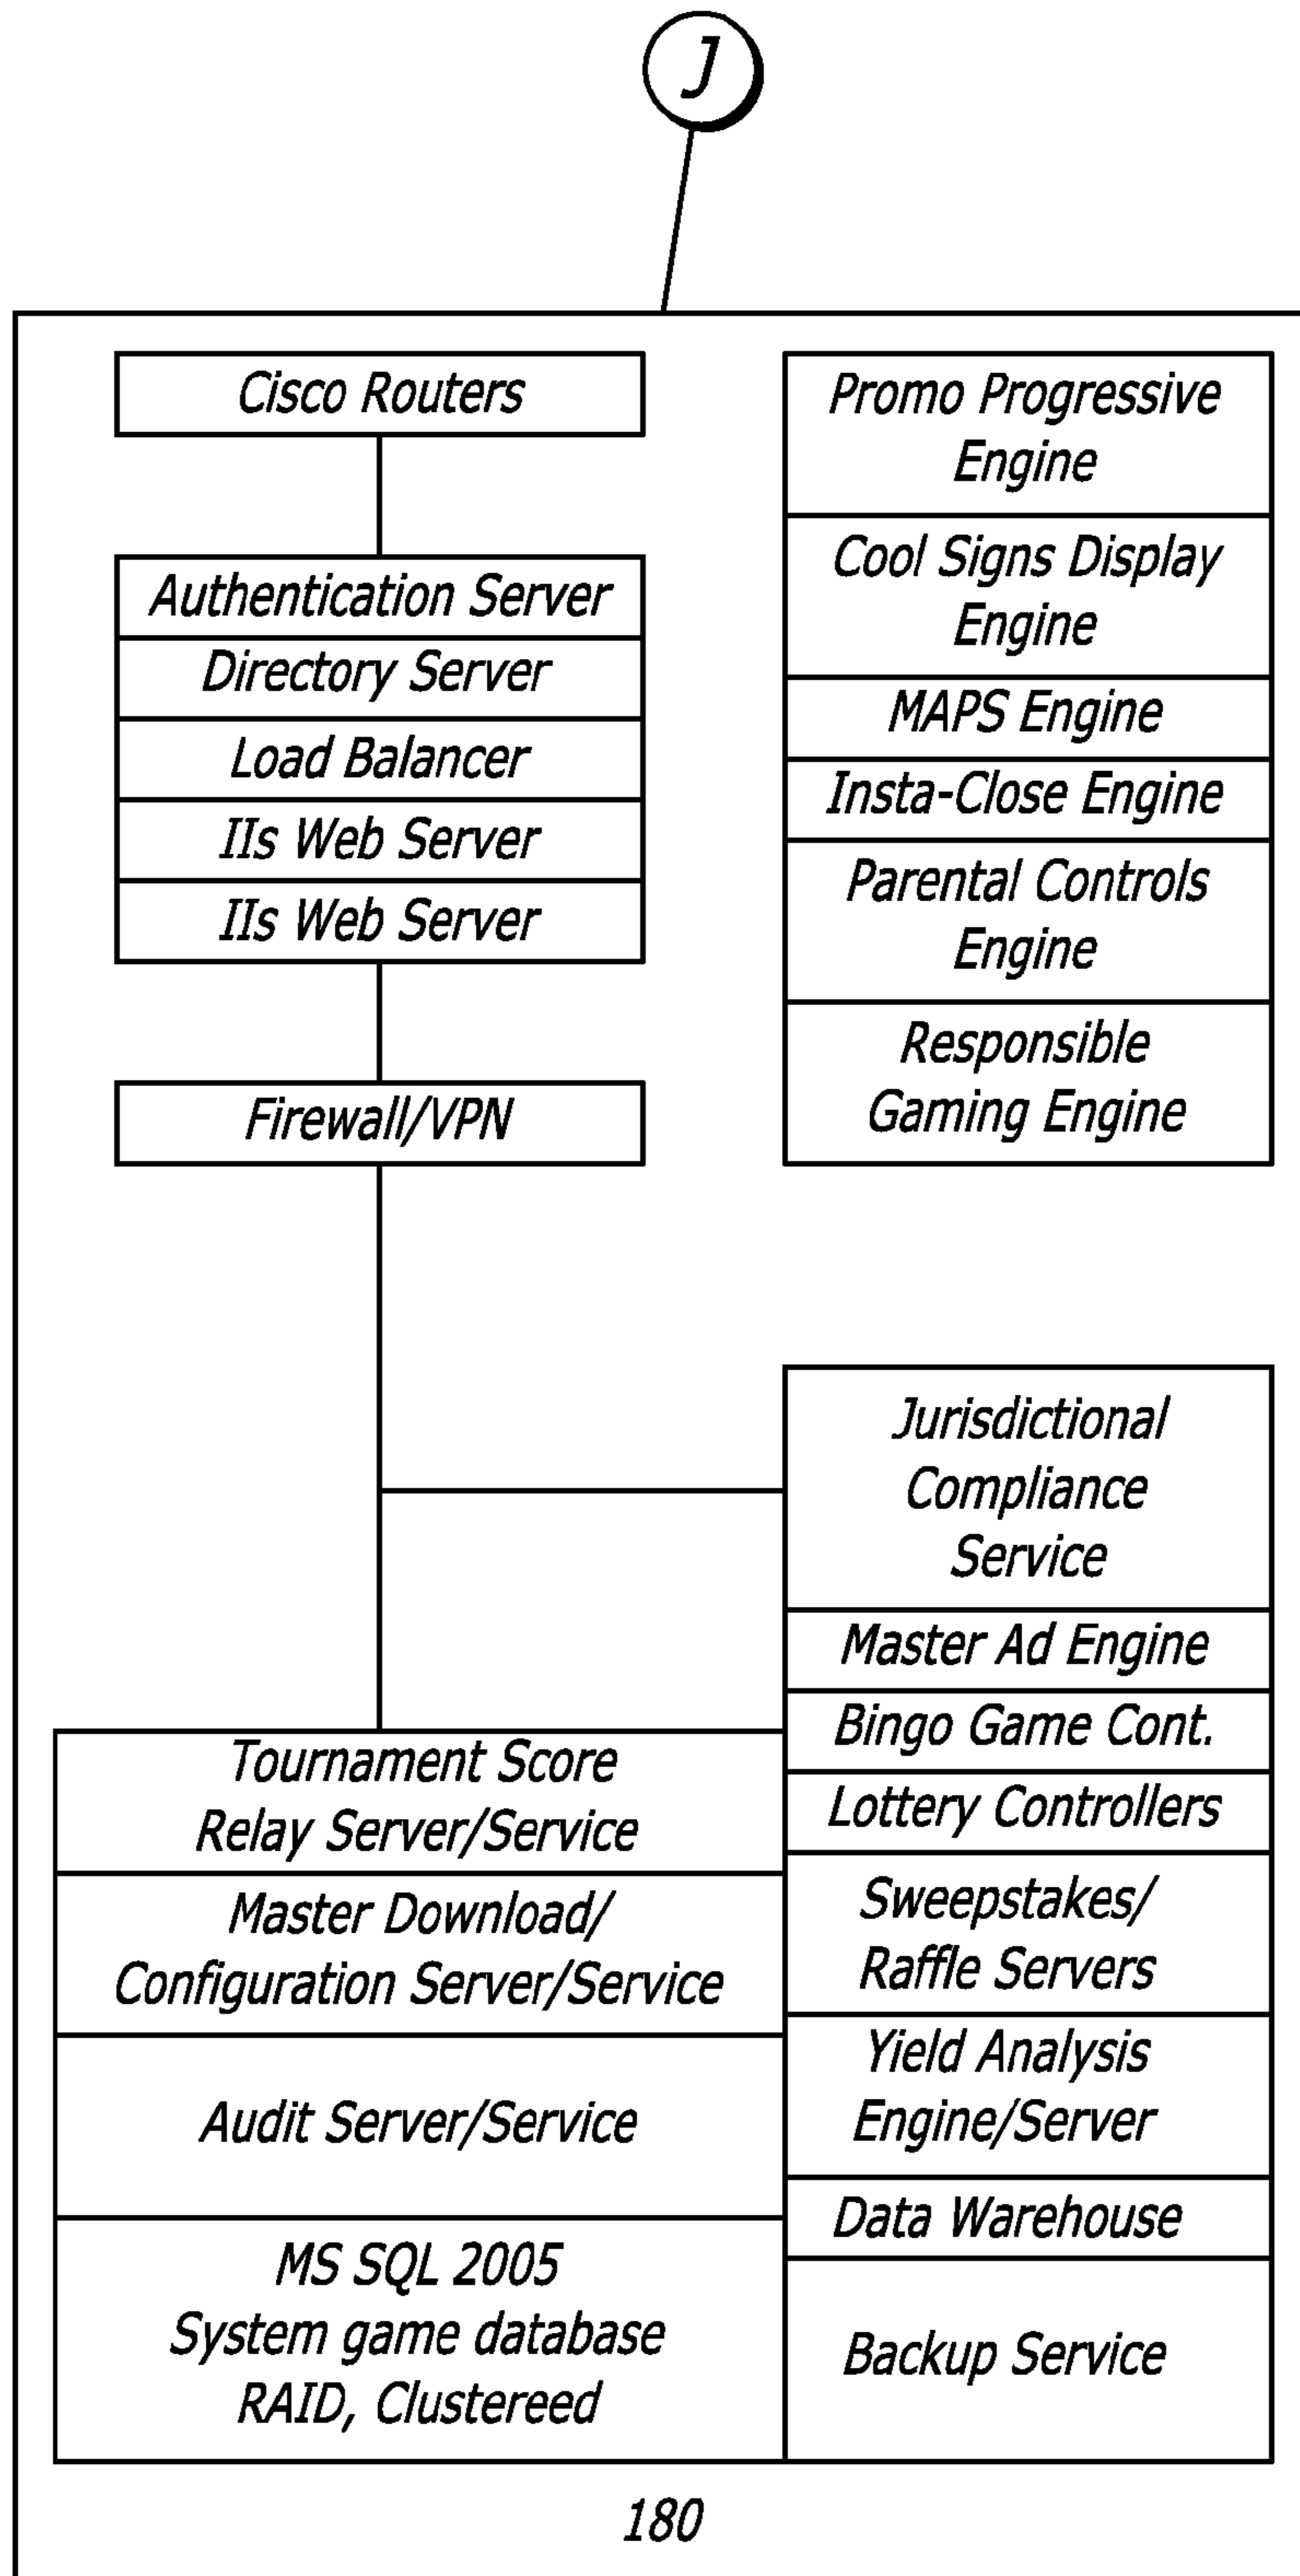 J
Cisco Routers
Authentication Server
Directory Server
Load Balancer
IIs Web Server
IIs Web Server
Firewall/VPN
Promo Progressive
Engine
Cool Signs Display
Engine
MAPS Engine
Insta-Close Engine
Parental Controls
Engine
Responsible
Gaming Engine
Jurisdictional
Compliance
Service
Master Ad Engine
Bingo Game Cont.
Lottery Controllers
Sweepstakes/
Raffle Servers
Yield Analysis
Engine/Server
Data Warehouse
Backup Service
Tournament Score
Relay Server/Service
Master Download/
Configuration Server/Service
Audit Server/Service
MS SQL 2005
System game database
RAID, Clustereed
180